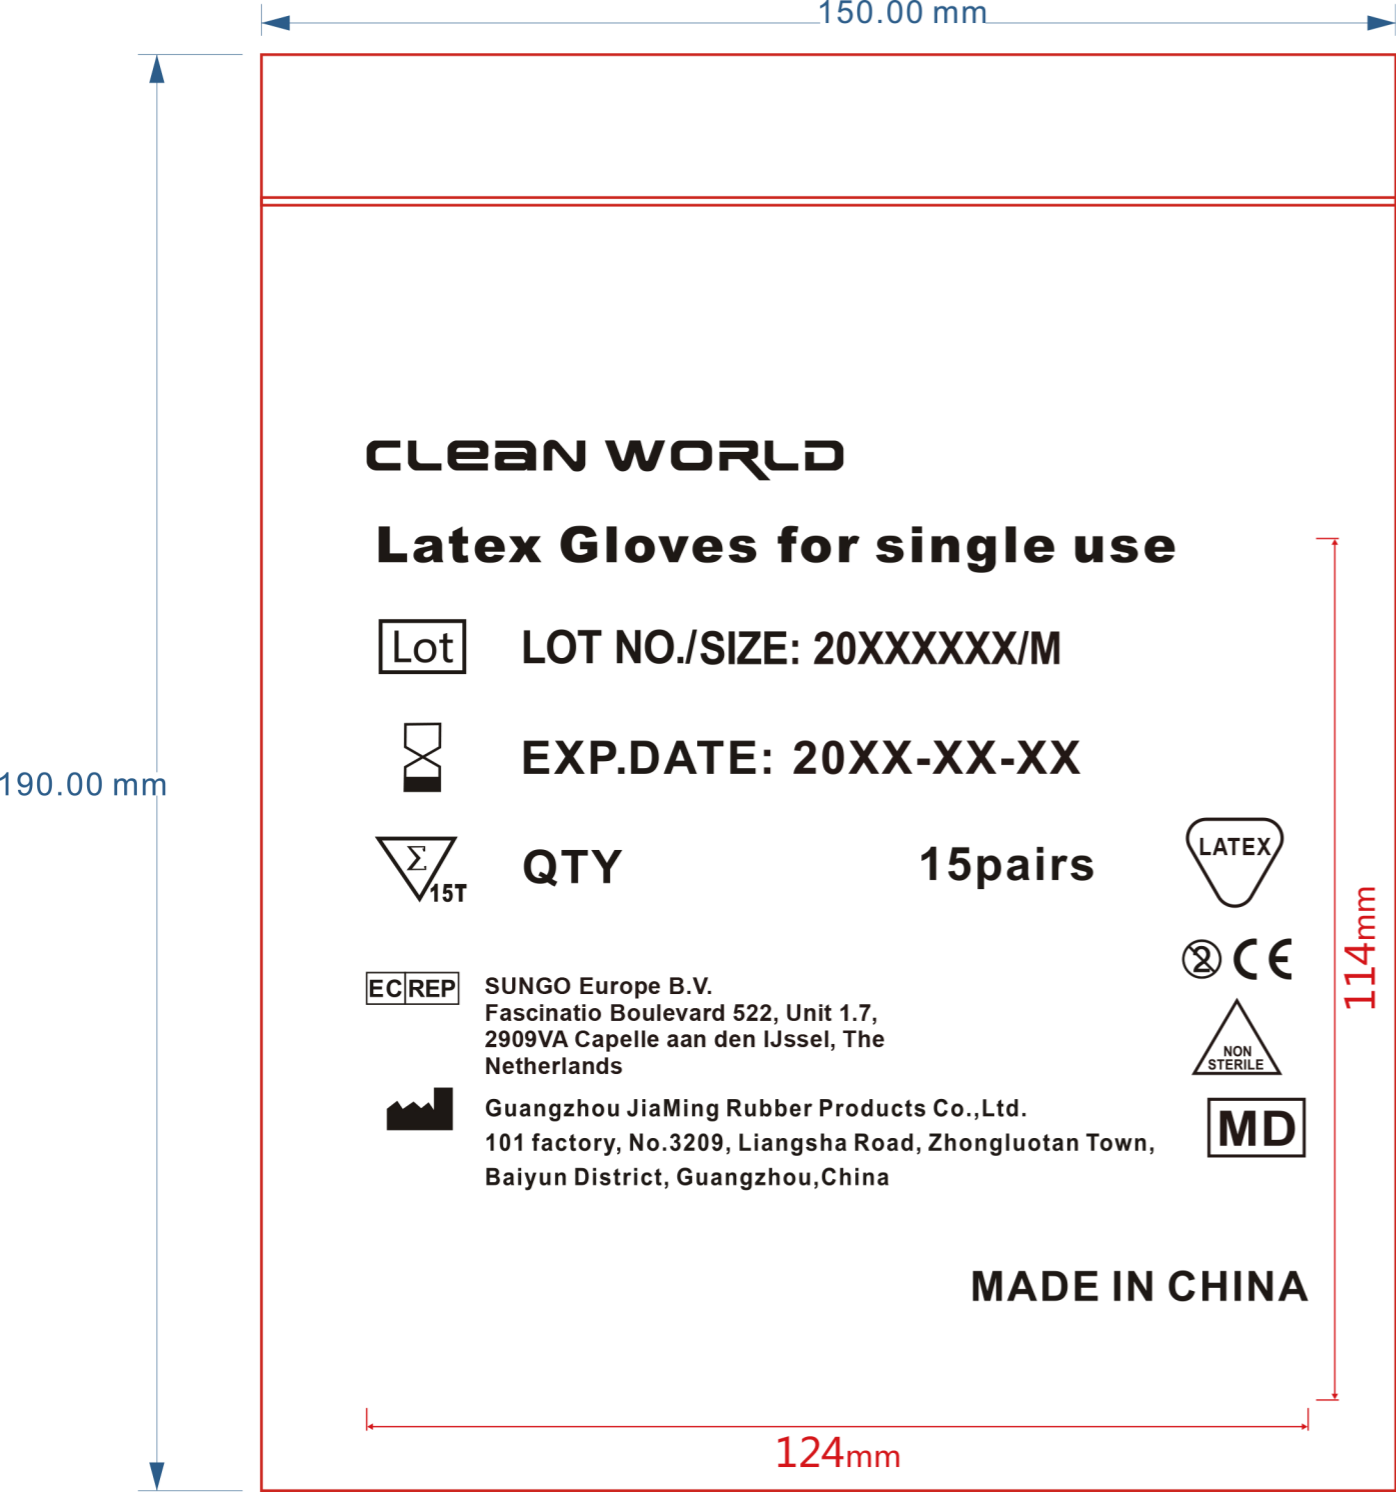 150.00 mm
CLeaN WORLD
Latex Gloves for single use
Lot LOT NO./SIZE: 20XXXXXX/M
EXP.DATE: 20XX-XX-XX
190.00 mm
Σ 15T QTY 15pairs LATEX
114mm
2 CE
EC REP SUNGO Europe B.V.
Fascinatio Boulevard 522, Unit 1.7,
2909VA Capelle aan den IJssel, The
Netherlands
NON
STERILE
Guangzhou JiaMing Rubber Products Co.,Ltd.
101 factory, No.3209, Liangsha Road, Zhongluotan Town,
Baiyun District, Guangzhou,China
MD
MADE IN CHINA
124mm